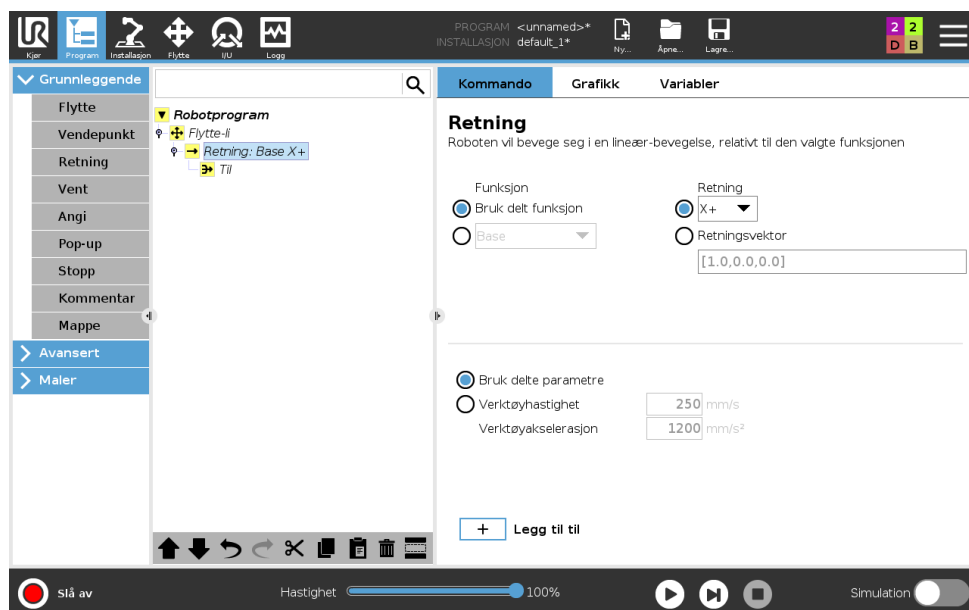 PROGRAM <unnamed>*
INSTALLASJON default_1*
Kjør
Program
Installasjon
Flytte
I/U
Logg
Ny...
Åpne...
Lagre...
2 2
D B
Grunnleggende
Flytte
Vendepunkt
Retning
Vent
Angi
Pop-up
Stopp
Kommentar
Mappe
Avansert
Maler
Robotprogram
Flytte-li
Retning: Base X+
Til
Kommando
Grafikk
Variabler
Retning
Roboten vil bevege seg i en lineær-bevegelse, relativt til den valgte funksjonen
Funksjon
Bruk delt funksjon
Base
Retning
X+
Retningsvektor
[1.0,0.0,0.0]
Bruk delte parametre
Verktøyhastighet 250 mm/s
Verktøyakselerasjon 1200 mm/s²
+ Legg til til
Slå av
Hastighet 100%
Simulation